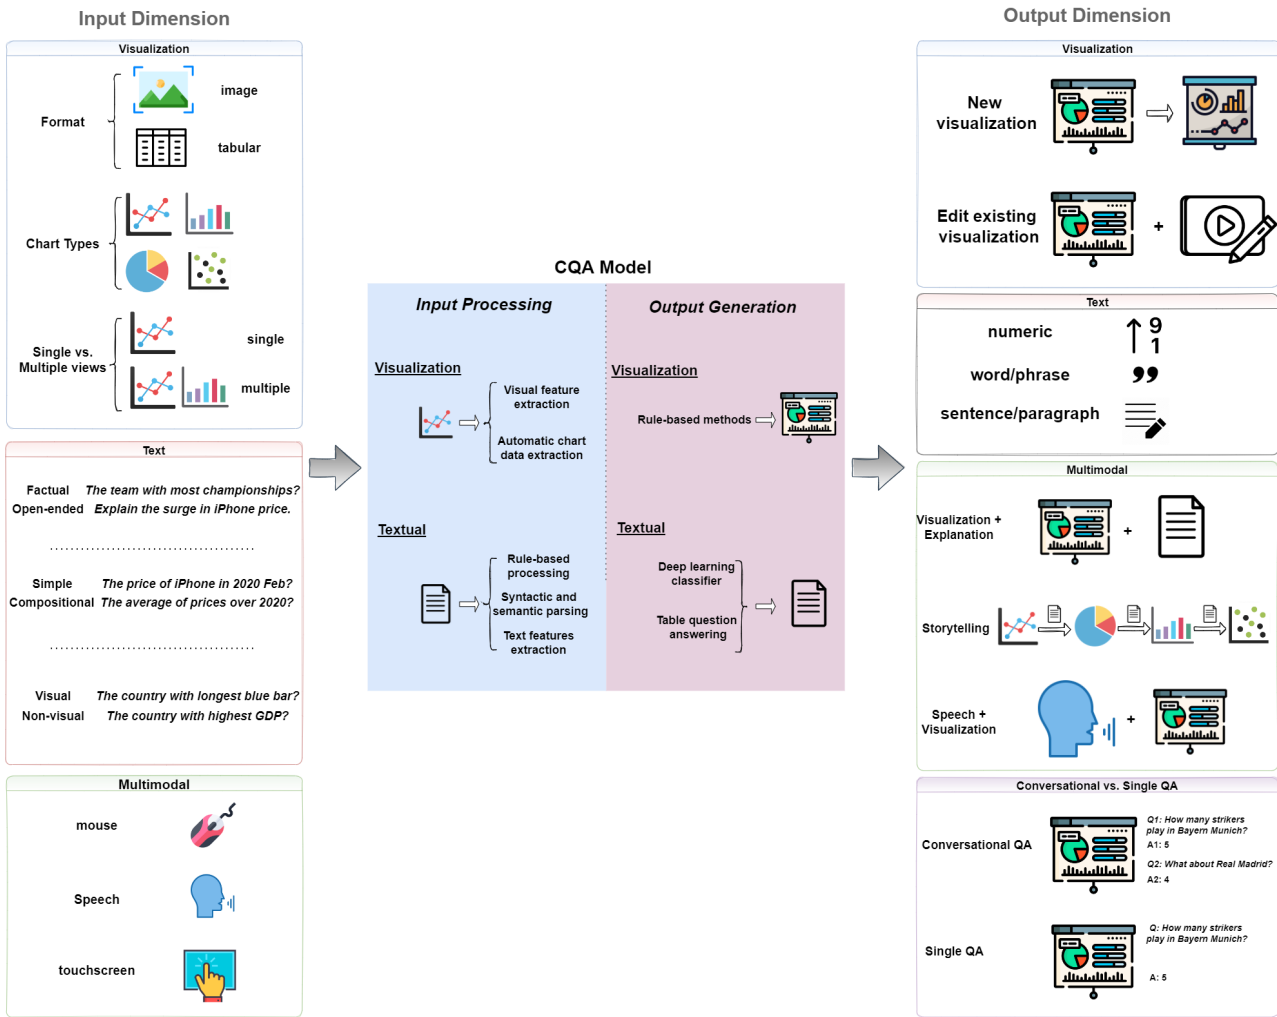 Input Dimension
Visualization
Format
image
tabular
Chart Types
Single vs.
Multiple views
single
multiple
Text
Factual The team with most championships?
Open-ended Explain the surge in iPhone price.
........................................
Simple The price of iPhone in 2020 Feb?
Compositional The average of prices over 2020?
........................................
Visual The country with longest blue bar?
Non-visual The country with highest GDP?
Multimodal
mouse
Speech
touchscreen
CQA Model
Input Processing
Visualization
Visual feature
extraction
Automatic chart
data extraction
Textual
Rule-based
processing
Syntactic and
semantic parsing
Text features
extraction
Output Generation
Visualization
Rule-based methods
Textual
Deep learning
classifier
Table question
answering
Output Dimension
Visualization
New
visualization
Edit existing
visualization
+
Text
numeric
9
1
word/phrase
sentence/paragraph
Multimodal
Visualization +
Explanation
+
Storytelling
Speech +
Visualization
+
Conversational vs. Single QA
Conversational QA
Q1: How many strikers
play in Bayern Munich?
A1: 5
Q2: What about Real Madrid?
A2: 4
Single QA
Q: How many strikers
play in Bayern Munich?
A: 5